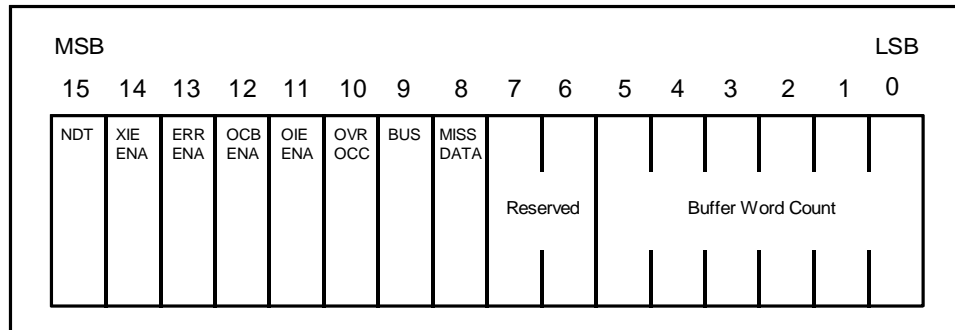 MSB LSB
15 14 13 12 11 10 9 8 7 6 5 4 3 2 1 0
NDT XIE ERR OCB OIE OVR BUS MISS
ENA ENA ENA ENA OCC DATA
Reserved Buffer Word Count